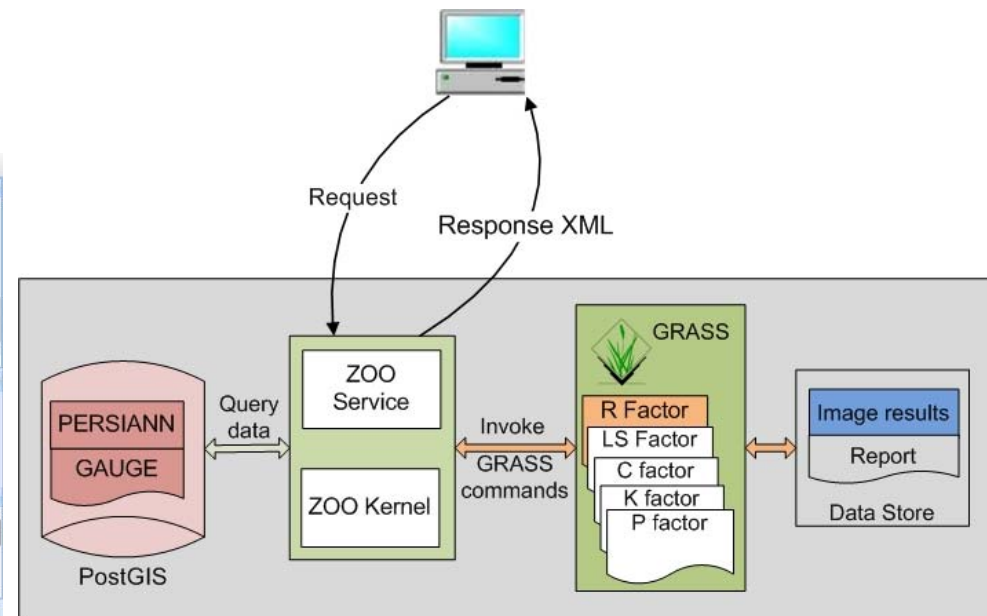 Request
Response XML
PERSIANN
GAUGE
PostGIS
Query
data
ZOO
Service
ZOO Kernel
Invoke
GRASS
commands
GRASS
R Factor
LS Factor
C factor
K factor
P factor
Image results
Report
Data Store